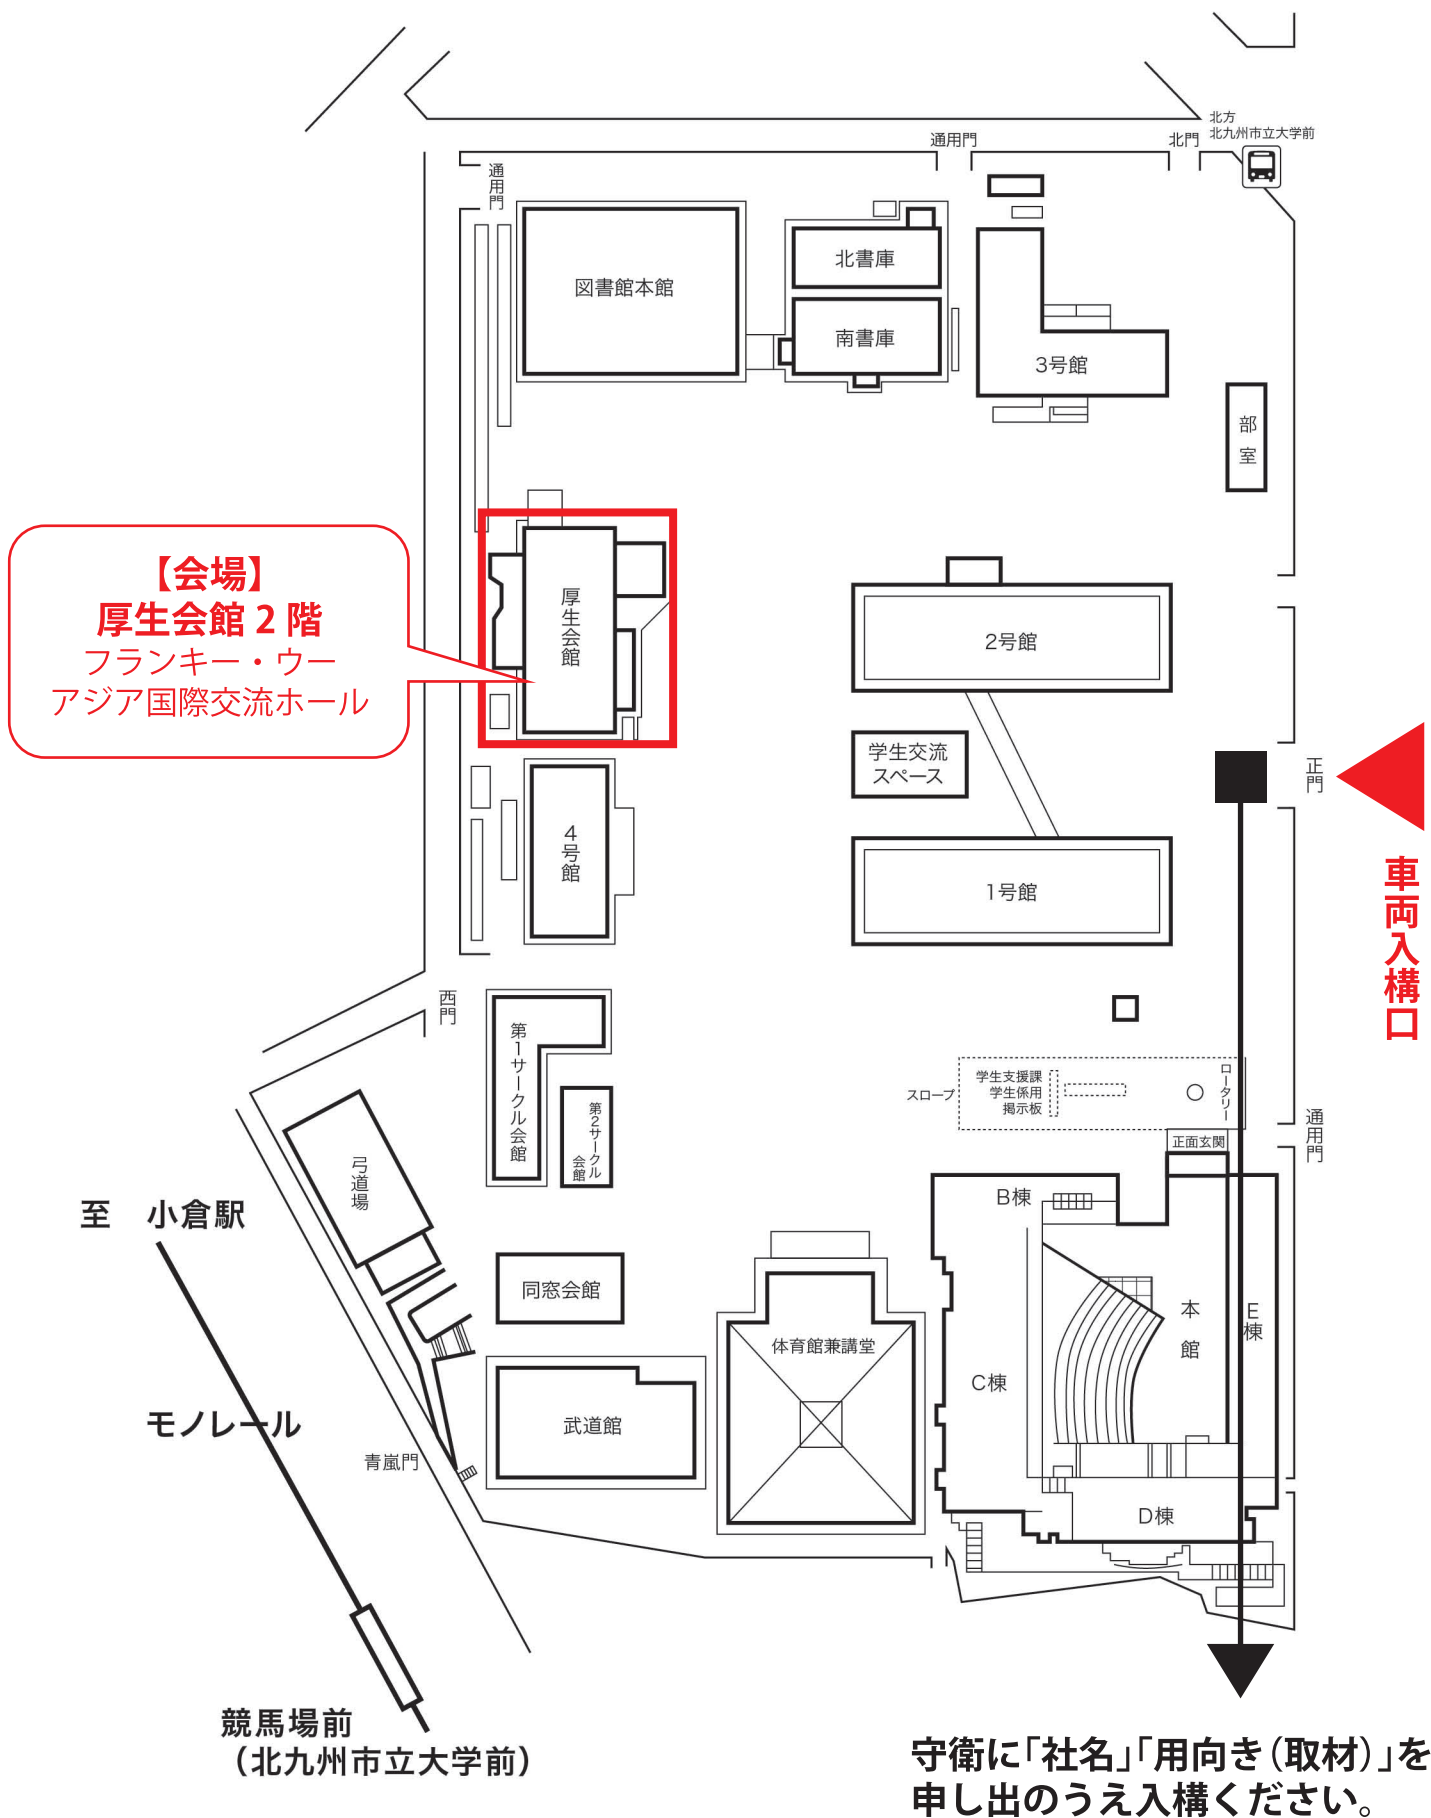 北方
北九州市立大学前
通用門
北門
通用門
図書館本館
北書庫
南書庫
3号館
部室
【会場】
厚生会館2階
フランキー・ウー
アジア国際交流ホール
厚生会館
2号館
学生交流
スペース
正門
車両入構口
4号館
1号館
西門
第1サークル会館
第2サークル
会館
スロープ
学生支援課
学生係用
掲示板
ロータリー
正面玄関
通用門
弓道場
至 小倉駅
B棟
同窓会館
体育館兼講堂
本館
E棟
C棟
モノレール
武道館
青嵐門
D棟
競馬場前
（北九州市立大学前）
守衛に「社名」「用向き（取材）」を
申し出のうえ入構ください。